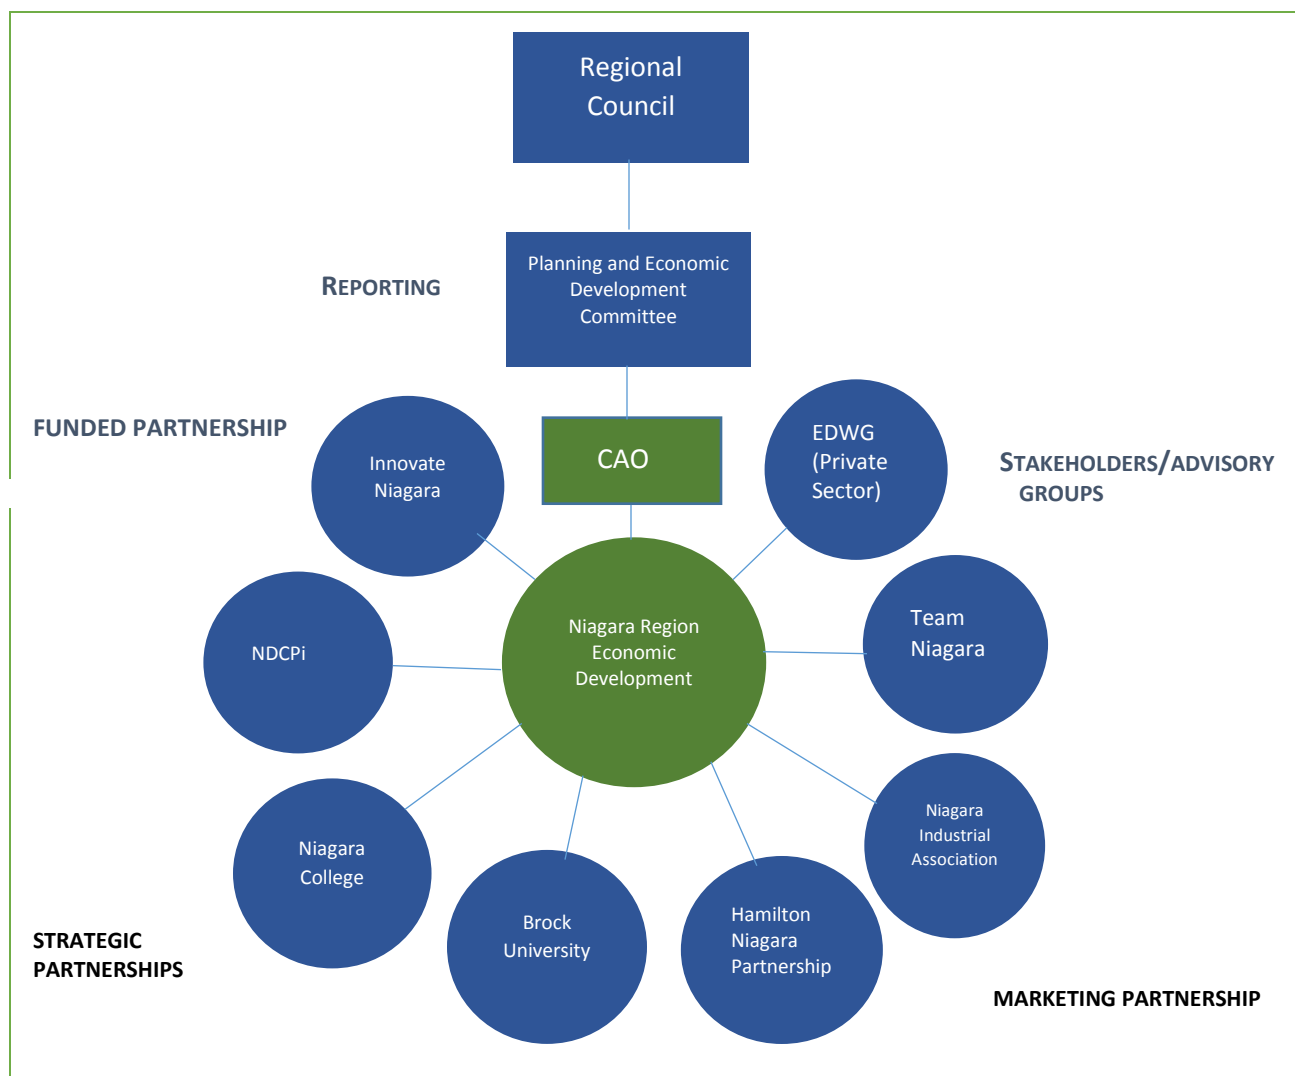 Regional
Council
REPORTING
Planning and Economic
Development
Committee
FUNDED PARTNERSHIP
Innovate
Niagara
CAO
EDWG
(Private
Sector)
STAKEHOLDERS/ADVISORY
GROUPS
NDCPi
Niagara Region
Economic
Development
Team
Niagara
Niagara
College
Niagara
Industrial
Association
Brock
University
Hamilton
Niagara
Partnership
STRATEGIC
PARTNERSHIPS
MARKETING PARTNERSHIP